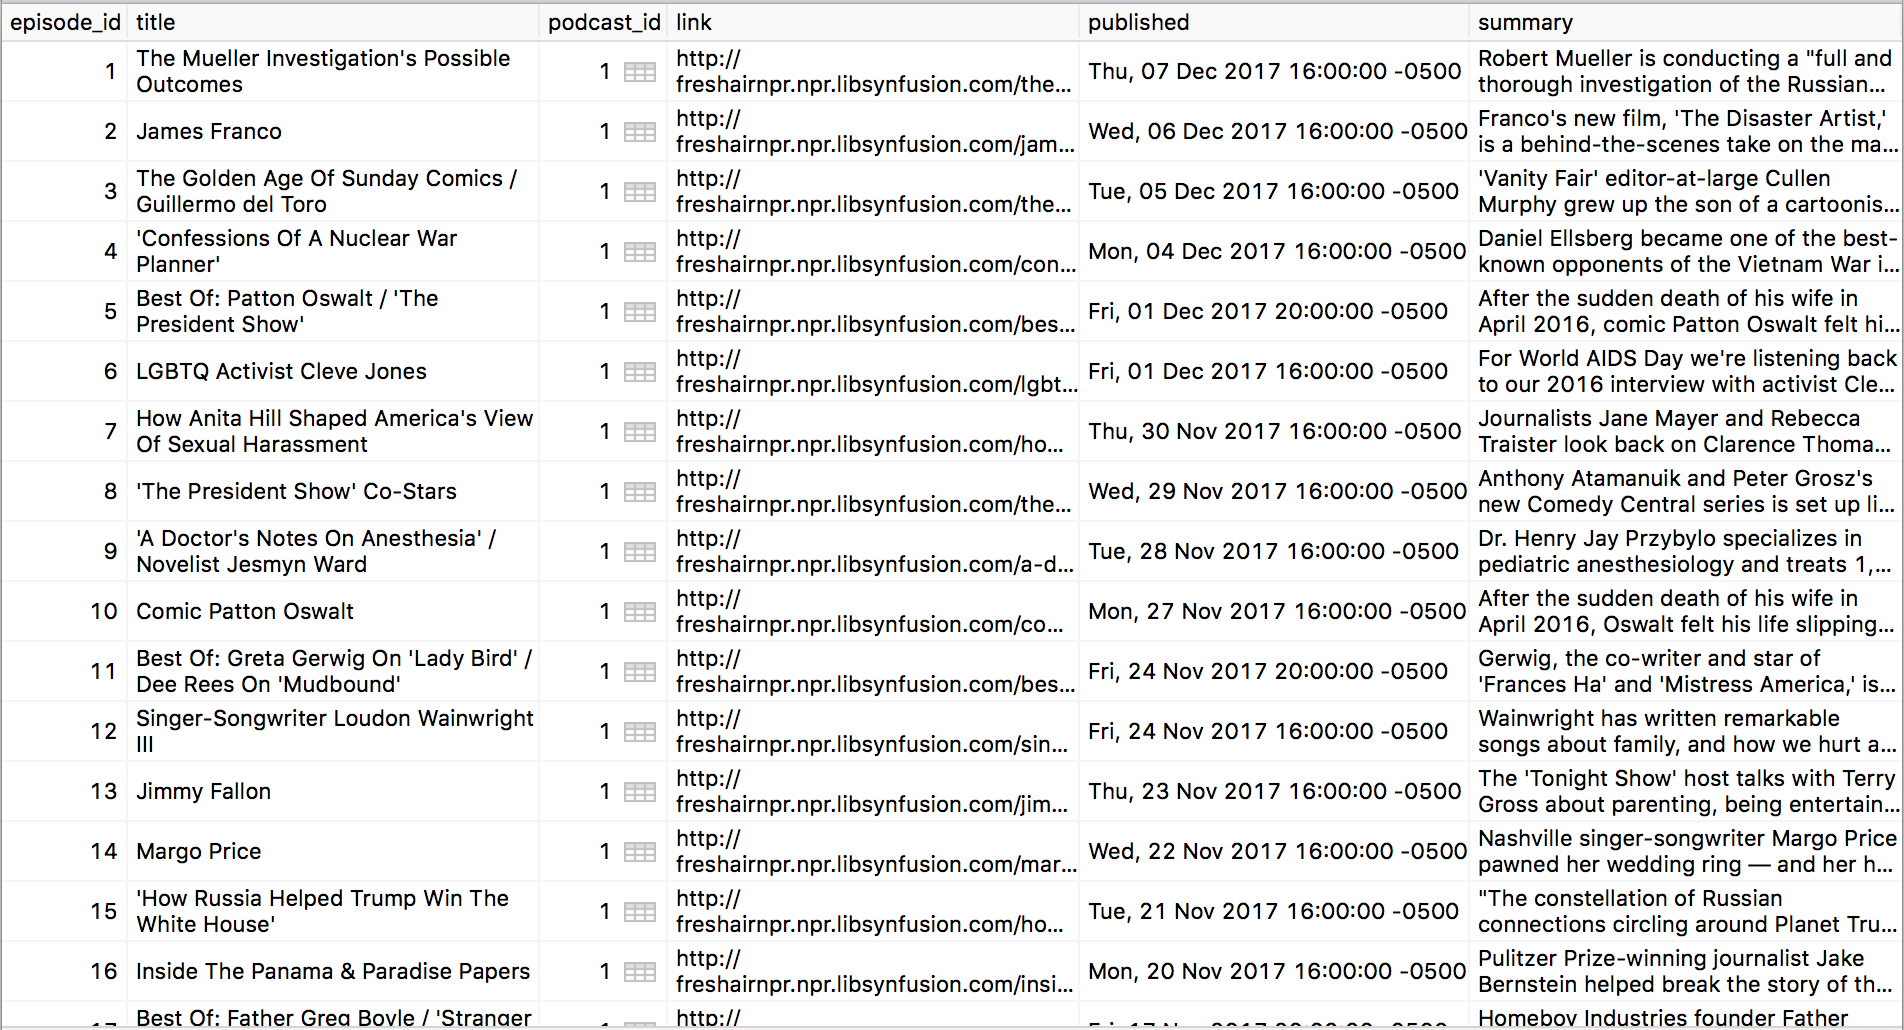 episode_id title podcast_id link published summary
The Mueller Investigation's Possible http:// Robert Mueller is conducting a "full and
1 1 Thu, 07 Dec 2017 16:00:00 -0500
Outcomes freshairnpr.npr.libsynfusion.com/the... thorough investigation of the Russian...
http:// Franco's new film, 'The Disaster Artist,'
2 James Franco 1 Wed, 06 Dec 2017 16:00:00 -0500
freshairnpr.npr.libsynfusion.com/jam... is a behind-the-scenes take on the ma...
The Golden Age Of Sunday Comics / http:// 'Vanity Fair' editor-at-large Cullen
3 1 Tue, 05 Dec 2017 16:00:00 -0500
Guillermo del Toro freshairnpr.npr.libsynfusion.com/the... Murphy grew up the son of a cartoonis...
'Confessions Of A Nuclear War http:// Daniel Ellsberg became one of the best-
4 1 Mon, 04 Dec 2017 16:00:00 -0500
Planner' freshairnpr.npr.libsynfusion.com/con... known opponents of the Vietnam War i...
Best Of: Patton Oswalt / 'The http:// After the sudden death of his wife in
5 1 Fri, 01 Dec 2017 20:00:00 -0500
President Show' freshairnpr.npr.libsynfusion.com/bes... April 2016, comic Patton Oswalt felt hi...
http:// For World AIDS Day we're listening back
6 LGBTQ Activist Cleve Jones 1 Fri, 01 Dec 2017 16:00:00 -0500
freshairnpr.npr.libsynfusion.com/lgbt... to our 2016 interview with activist Cle...
How Anita Hill Shaped America's View http:// Journalists Jane Mayer and Rebecca
7 1 Thu, 30 Nov 2017 16:00:00 -0500
Of Sexual Harassment freshairnpr.npr.libsynfusion.com/ho... Traister look back on Clarence Thoma...
http:// Anthony Atamanuik and Peter Grosz's
8 'The President Show' Co-Stars 1 Wed, 29 Nov 2017 16:00:00 -0500
freshairnpr.npr.libsynfusion.com/the... new Comedy Central series is set up li...
'A Doctor's Notes On Anesthesia' / http:// Dr. Henry Jay Przybylo specializes in
9 1 Tue, 28 Nov 2017 16:00:00 -0500
Novelist Jesmyn Ward freshairnpr.npr.libsynfusion.com/a-d... pediatric anesthesiology and treats 1,...
http:// After the sudden death of his wife in
10 Comic Patton Oswalt 1 Mon, 27 Nov 2017 16:00:00 -0500
freshairnpr.npr.libsynfusion.com/co... April 2016, Oswalt felt his life slipping...
Best Of: Greta Gerwig On 'Lady Bird' / http:// Gerwig, the co-writer and star of
11 1 Fri, 24 Nov 2017 20:00:00 -0500
Dee Rees On 'Mudbound' freshairnpr.npr.libsynfusion.com/bes... 'Frances Ha' and 'Mistress America,' is...
Singer-Songwriter Loudon Wainwright http:// Wainwright has written remarkable
12 1 Fri, 24 Nov 2017 16:00:00 -0500
III freshairnpr.npr.libsynfusion.com/sin... songs about family, and how we hurt a...
http:// The 'Tonight Show' host talks with Terry
13 Jimmy Fallon 1 Thu, 23 Nov 2017 16:00:00 -0500
freshairnpr.npr.libsynfusion.com/jim... Gross about parenting, being entertain...
http:// Nashville singer-songwriter Margo Price
14 Margo Price 1 Wed, 22 Nov 2017 16:00:00 -0500
freshairnpr.npr.libsynfusion.com/mar... pawned her wedding ring — and her h...
'How Russia Helped Trump Win The http:// "The constellation of Russian
15 1 Tue, 21 Nov 2017 16:00:00 -0500
White House' freshairnpr.npr.libsynfusion.com/ho... connections circling around Planet Tru...
http:// Pulitzer Prize-winning journalist Jake
16 Inside The Panama & Paradise Papers 1 Mon, 20 Nov 2017 16:00:00 -0500
freshairnpr.npr.libsynfusion.com/insi... Bernstein helped break the story of th...
Best Of: Father Greg Boyle / 'Stranger http:// Homeboy Industries founder Father